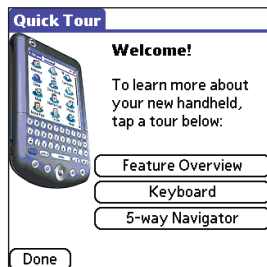 Quick Tour
Welcome!
To learn more about
your new handheld,
tap a tour below:
Feature Overview
Keyboard
5-way Navigator
Done